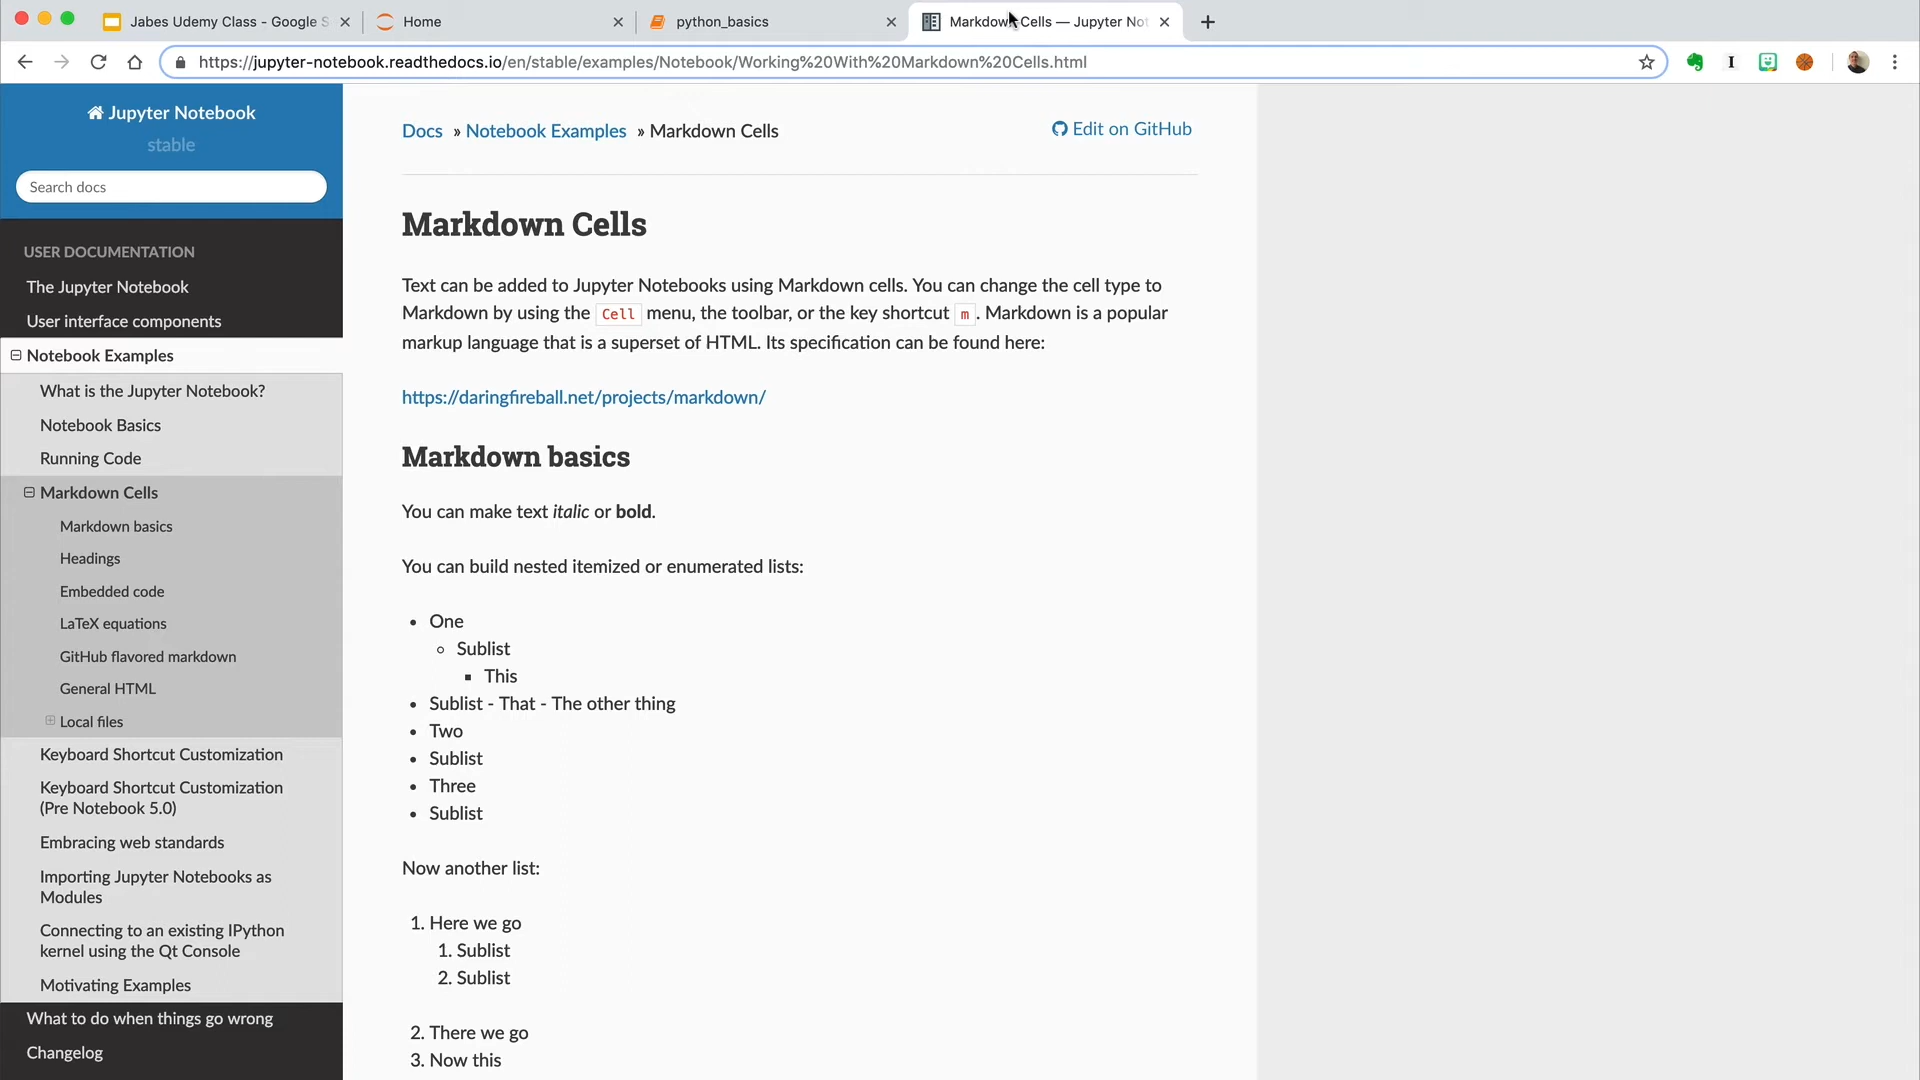 Jabes Udemy Class - Google S
Home
python_basics
Markdown Cells — Jupyter Not
https://jupyter-notebook.readthedocs.io/en/stable/examples/Notebook/Working%20With%20Markdown%20Cells.html
Jupyter Notebook
stable
Search docs
USER DOCUMENTATION
The Jupyter Notebook
User interface components
Notebook Examples
What is the Jupyter Notebook?
Notebook Basics
Running Code
Markdown Cells
Markdown basics
Headings
Embedded code
LaTeX equations
GitHub flavored markdown
General HTML
Local files
Keyboard Shortcut Customization
Keyboard Shortcut Customization
(Pre Notebook 5.0)
Embracing web standards
Importing Jupyter Notebooks as
Modules
Connecting to an existing IPython
kernel using the Qt Console
Motivating Examples
What to do when things go wrong
Changelog
Docs » Notebook Examples » Markdown Cells
Edit on GitHub
Markdown Cells
Text can be added to Jupyter Notebooks using Markdown cells. You can change the cell type to
Markdown by using the Cell menu, the toolbar, or the key shortcut m. Markdown is a popular
markup language that is a superset of HTML. Its specification can be found here:
https://daringfireball.net/projects/markdown/
Markdown basics
You can make text italic or bold.
You can build nested itemized or enumerated lists:
• One
◦ Sublist
▪ This
• Sublist - That - The other thing
• Two
• Sublist
• Three
• Sublist
Now another list:
1. Here we go
1. Sublist
2. Sublist
2. There we go
3. Now this